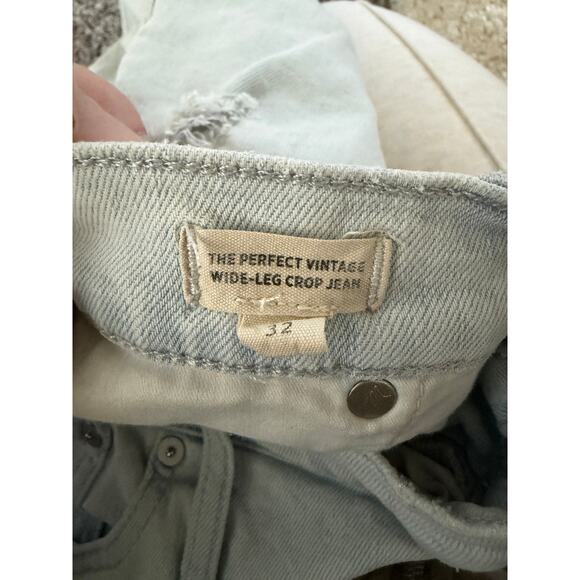 THE PERFECT VINTAGE
WIDE-LEG CROP JEAN
32